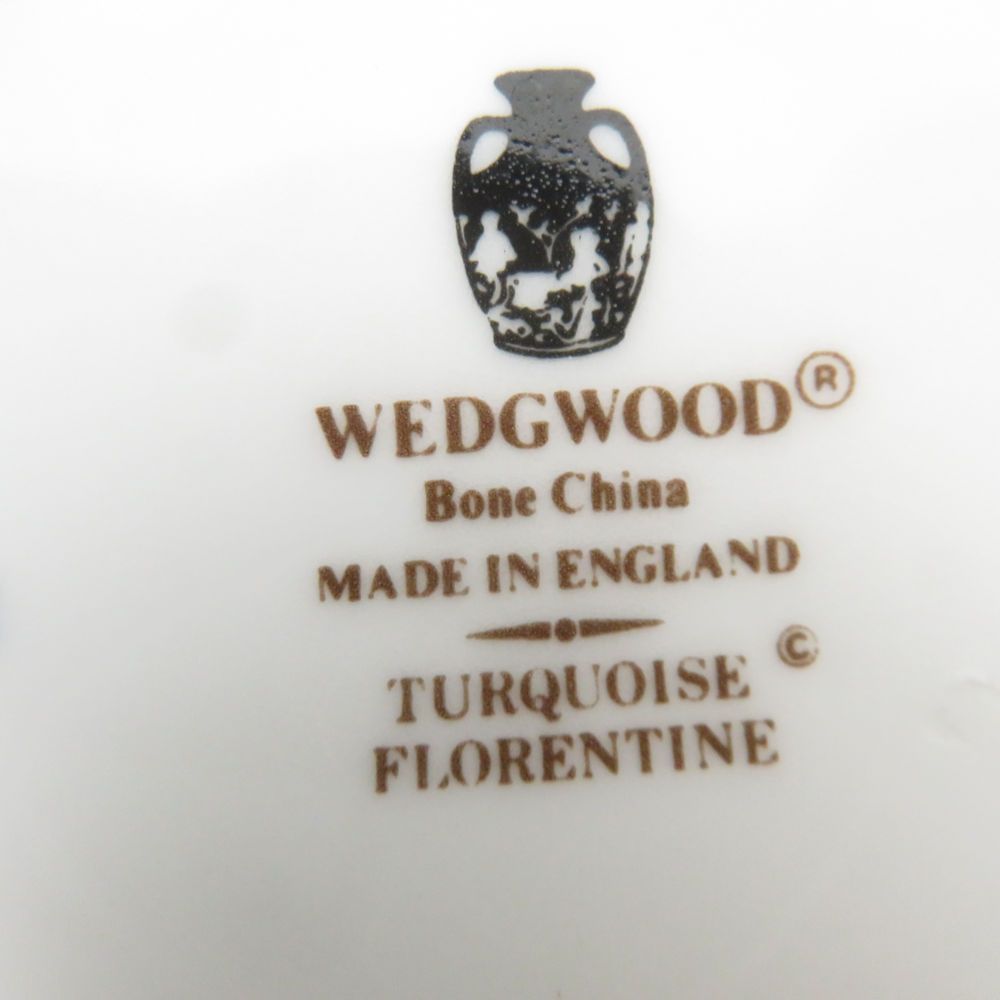 WEDGWOOD®
Bone China
MADE IN ENGLAND
TURQUOISE ©
FLORENTINE